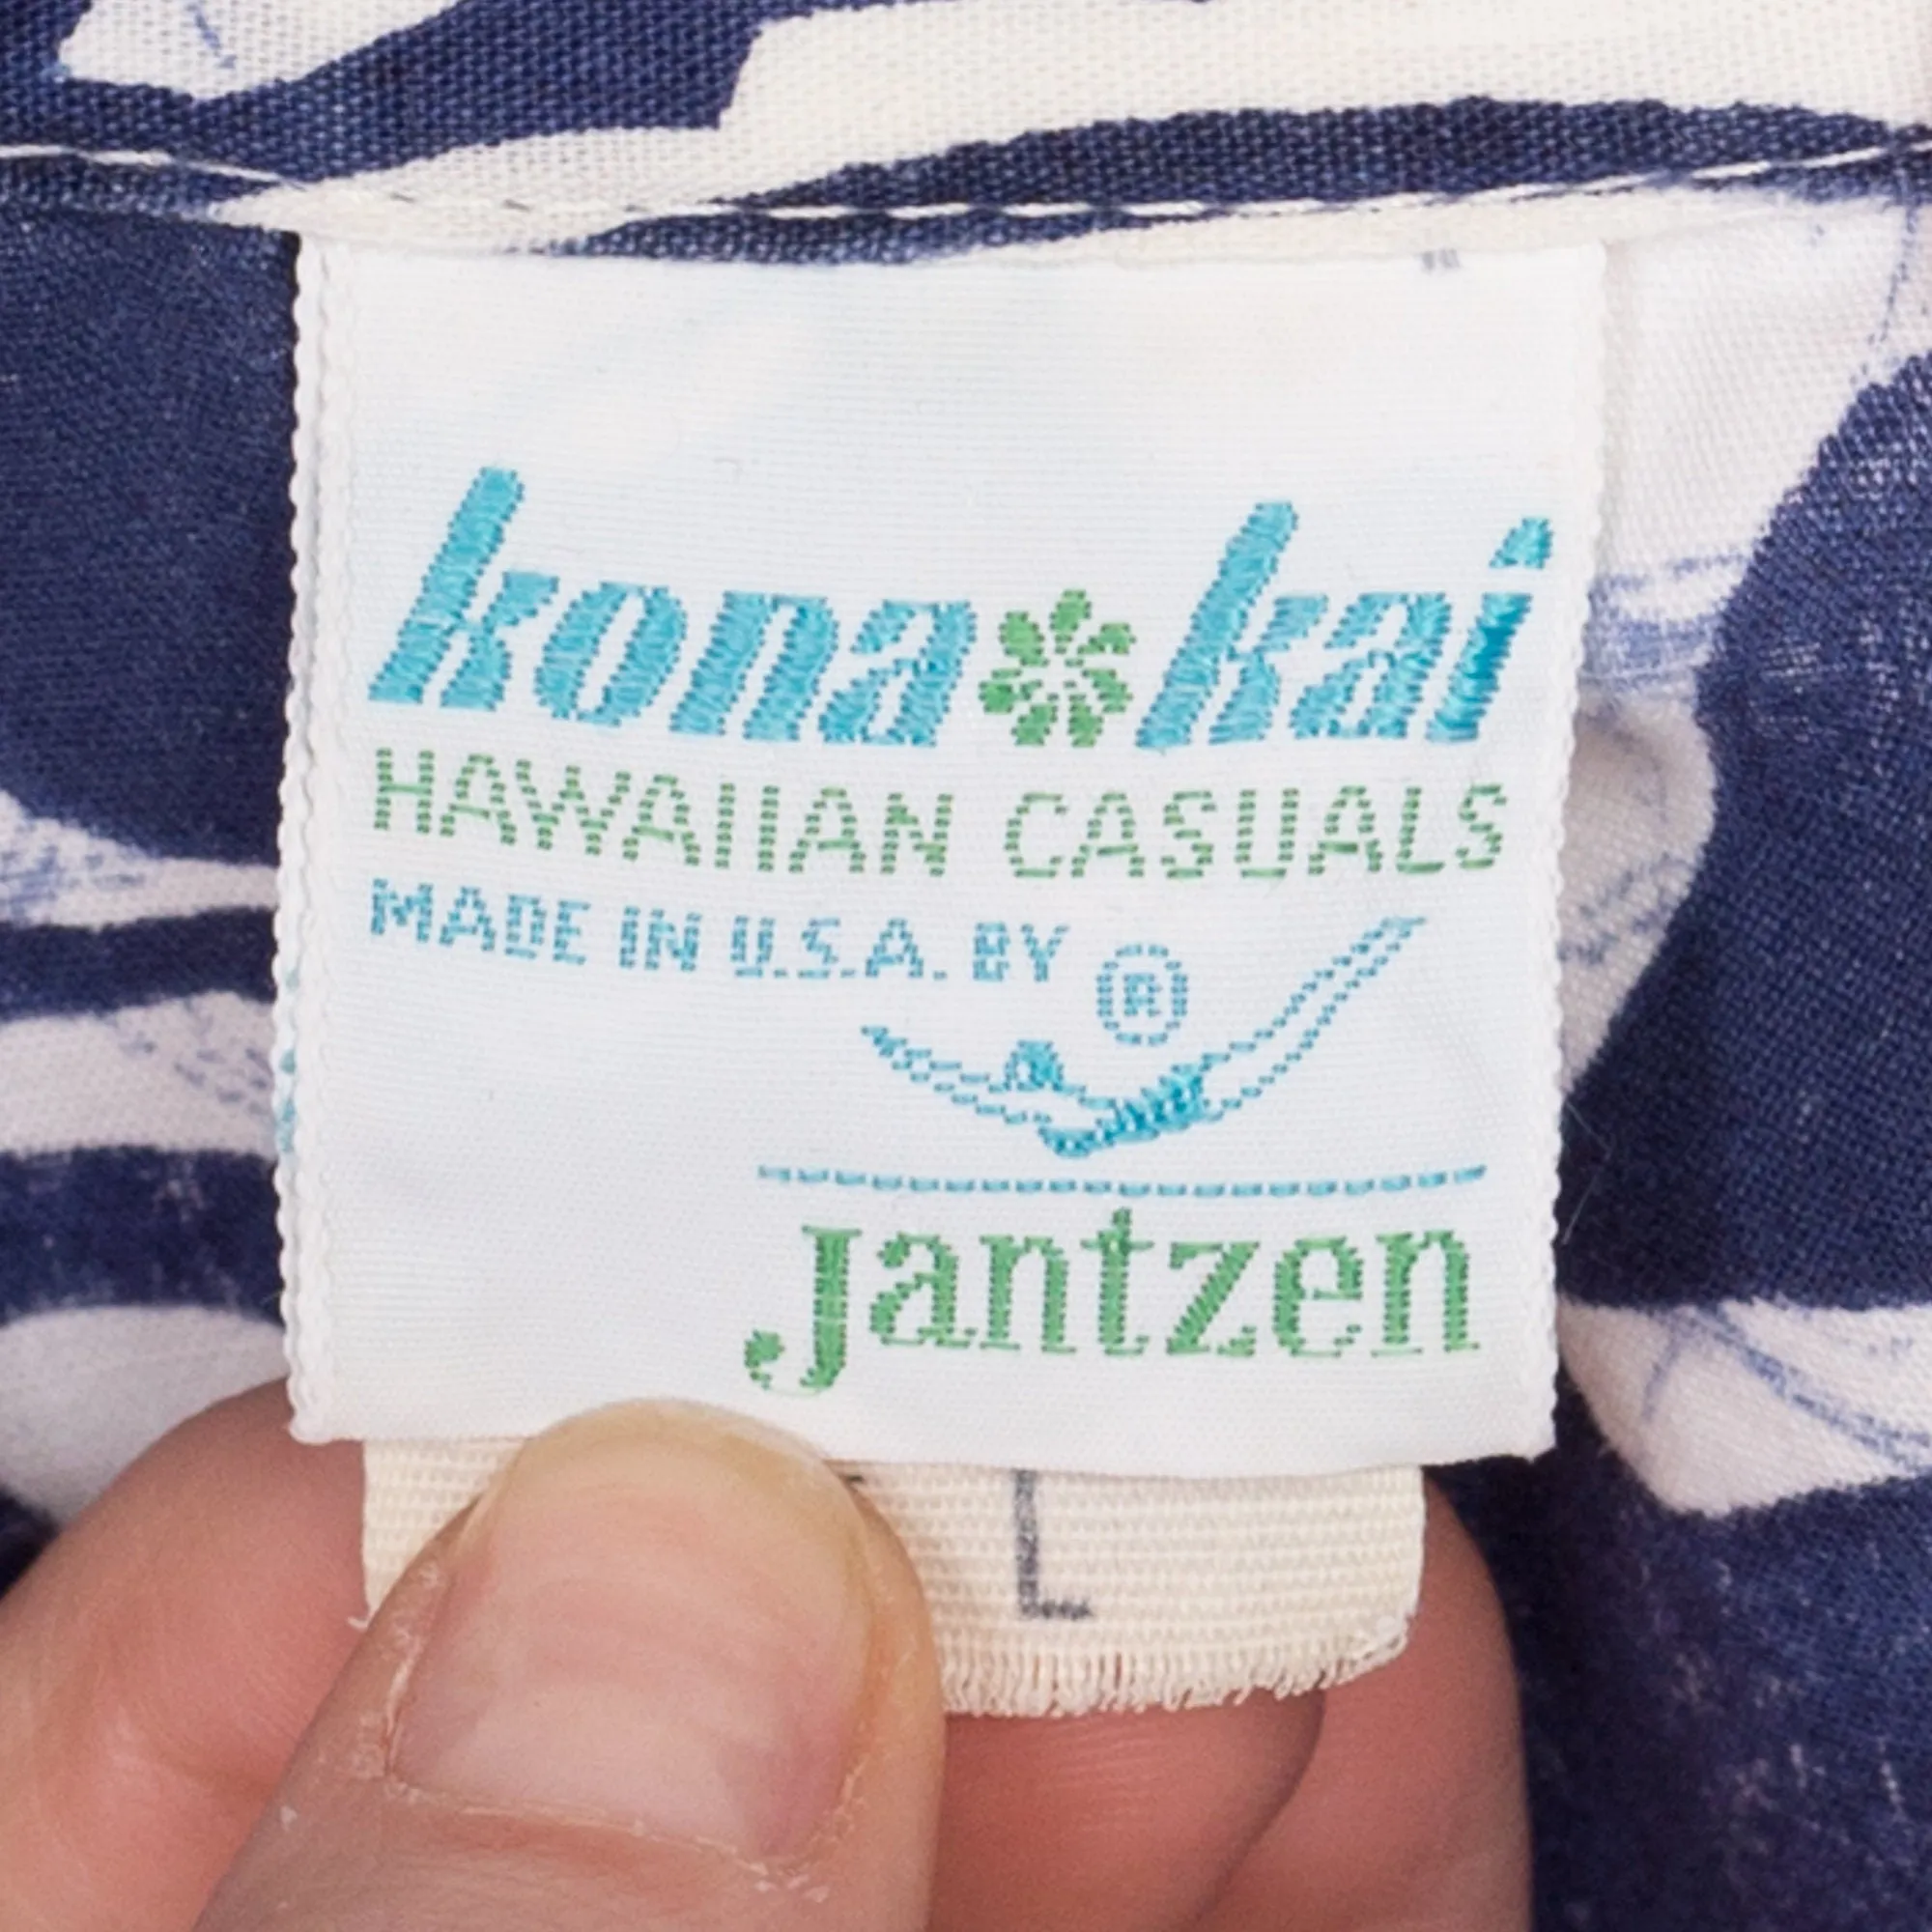 kona kai
HAWAIIAN CASUALS
MADE IN U.S.A. BY
®
Jantzen
L